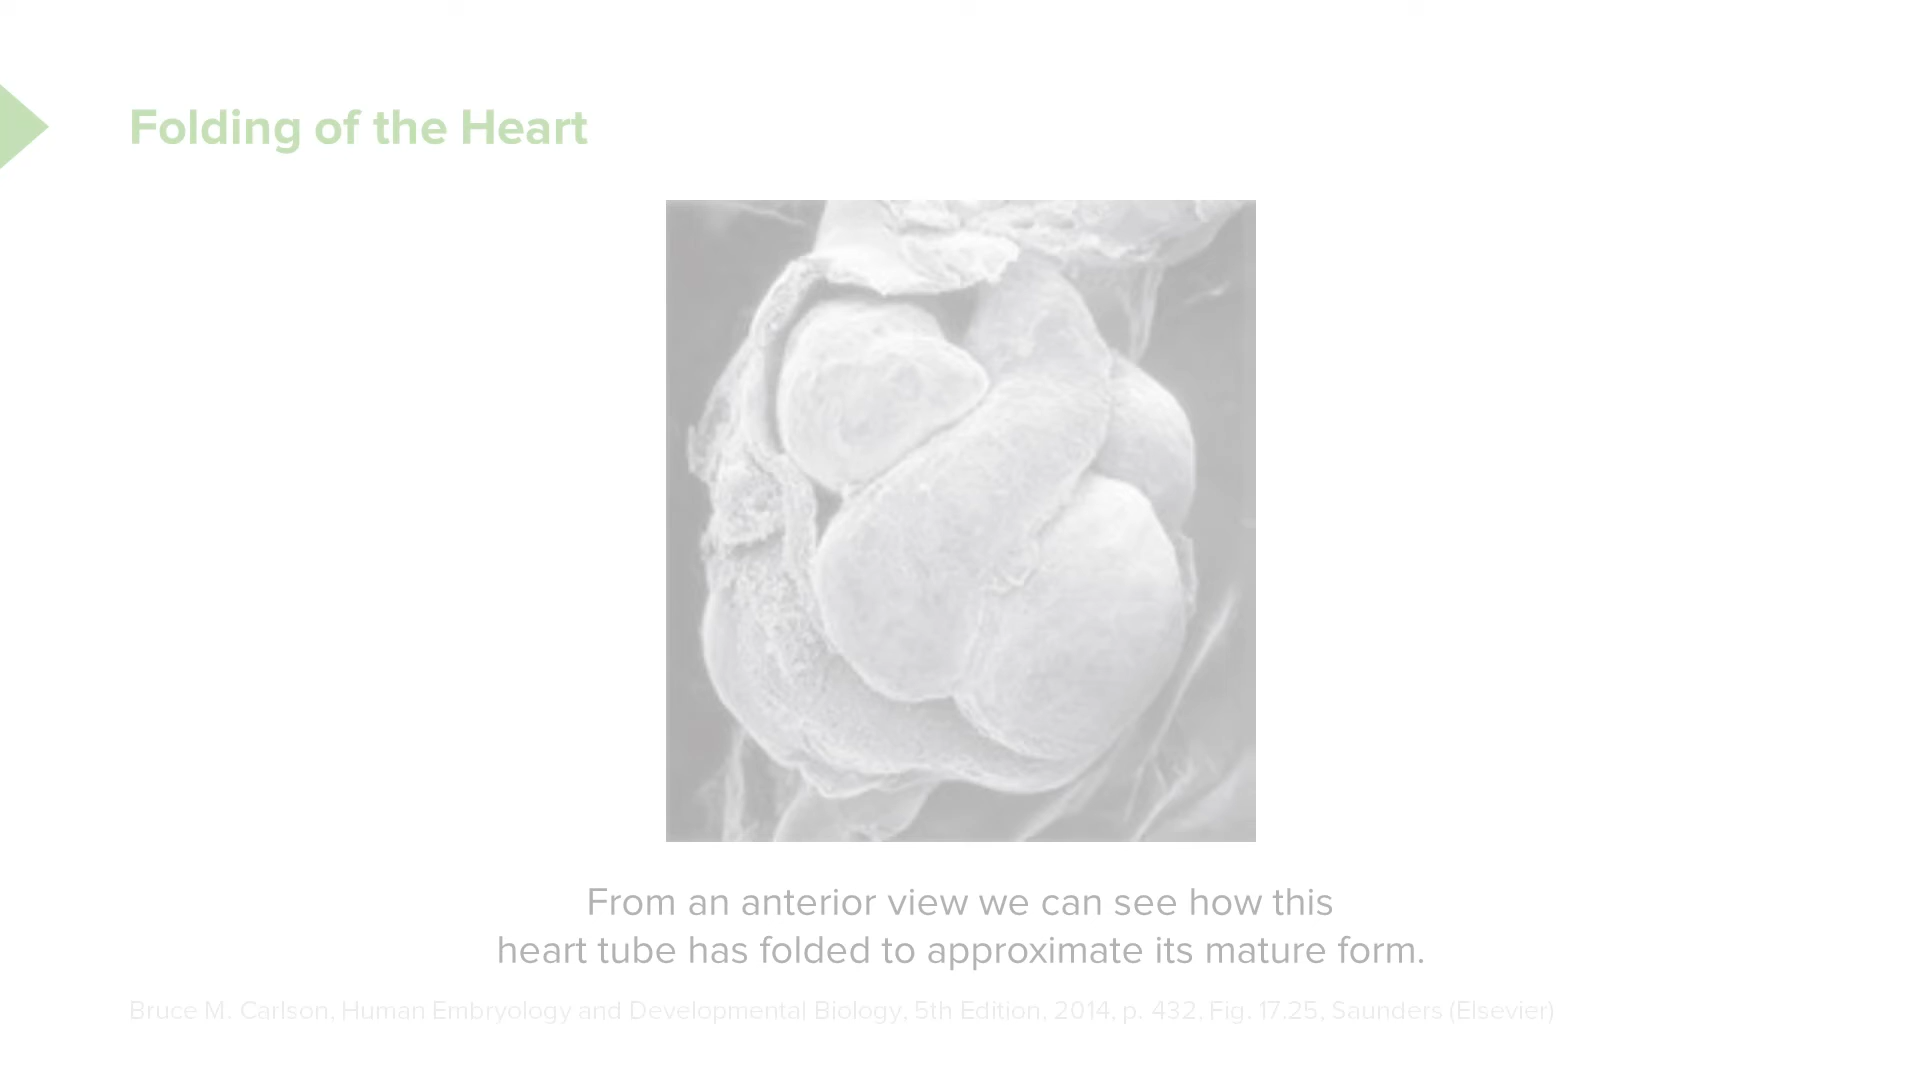 Folding of the Heart
From an anterior view we can see how this
heart tube has folded to approximate its mature form.
Bruce M. Carlson, Human Embryology and Developmental Biology, 5th Edition, 2014, p. 432, Fig. 17.25, Saunders (Elsevier)